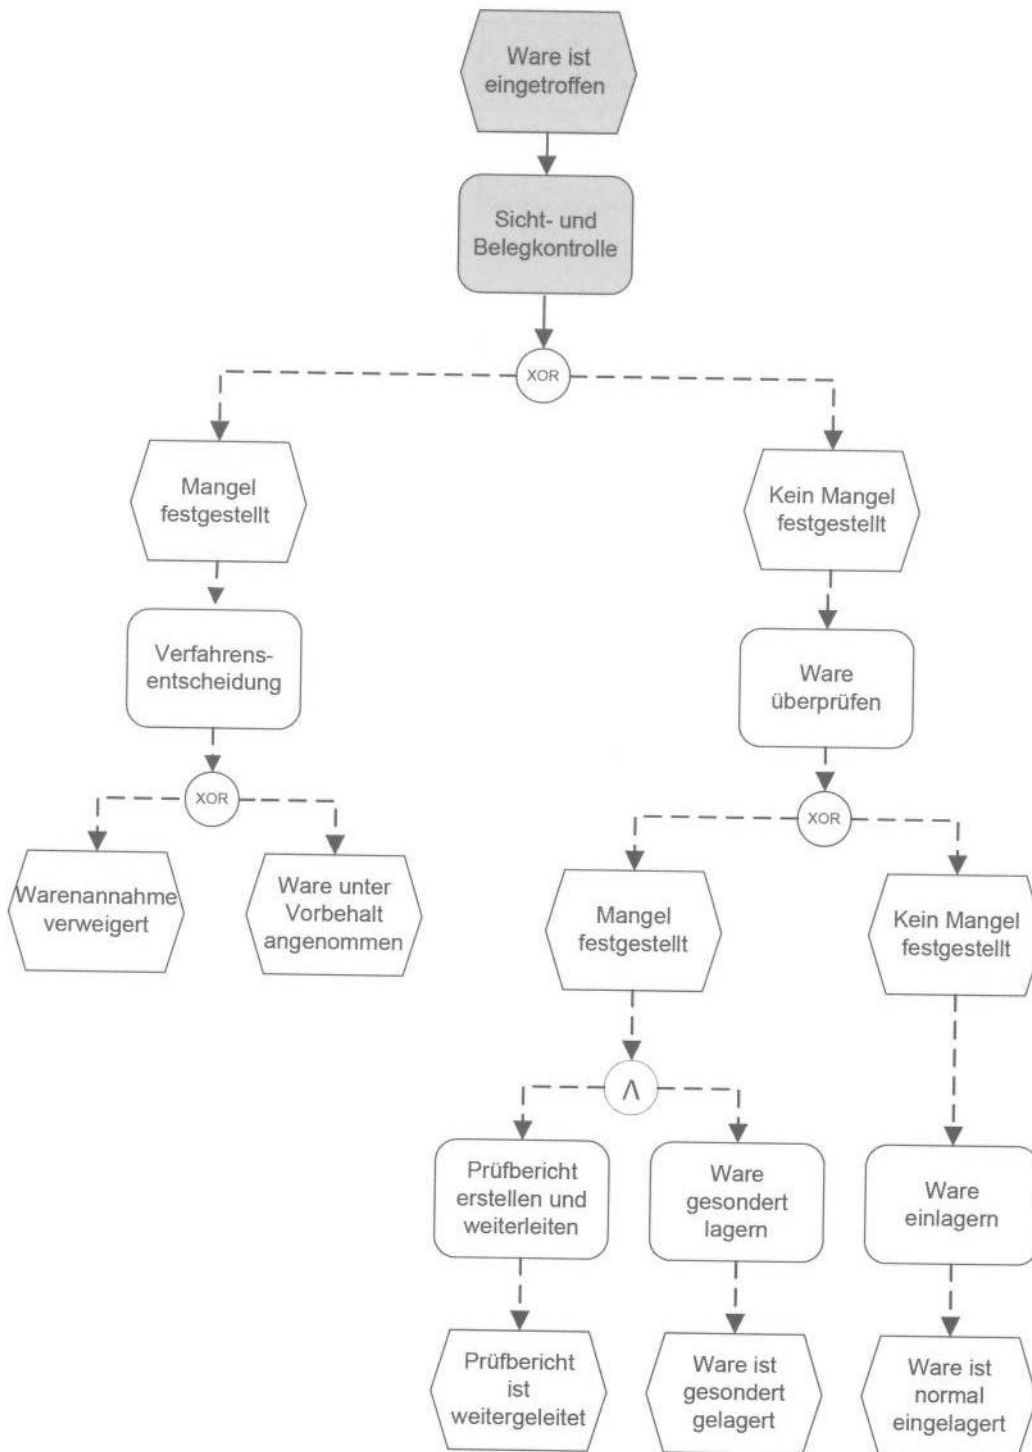 Ware ist
eingetroffen
Sicht- und
Belegkontrolle
XOR
Mangel
festgestellt
Kein Mangel
festgestellt
Verfahrens-
entscheidung
Ware
überprüfen
XOR
XOR
Warenannahme
verweigert
Ware unter
Vorbehalt
angenommen
Mangel
festgestellt
Kein Mangel
festgestellt
Λ
Prüfbericht
erstellen und
weiterleiten
Ware
gesondert
lagern
Ware
einlagern
Prüfbericht
ist
weitergeleitet
Ware ist
gesondert
gelagert
Ware ist
normal
eingelagert